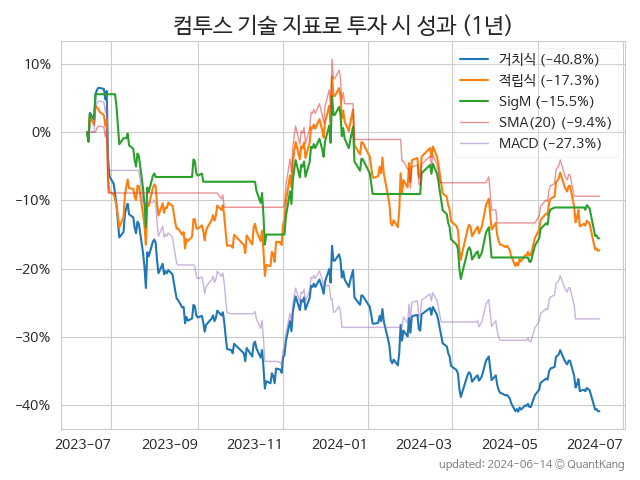 컴투스 기술 지표로 투자 시 성과 (1년)
거치식 (−40.8%)
적립식 (−17.3%)
SigM (−15.5%)
SMA(20) (−9.4%)
MACD (−27.3%)
10%
0%
−10%
−20%
−30%
−40%
2023-07 2023-09 2023-11 2024-01 2024-03 2024-05 2024-07
updated: 2024-06-14 © QuantKang